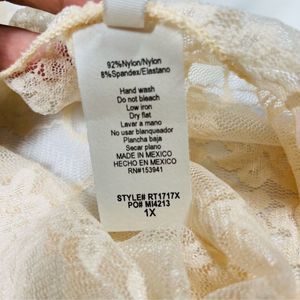 92%Nylon/Nylon
8%Spandex/Elastano
Hand wash
Do not bleach
Low iron
Dry flat
Lavar a mano
No usar blanqueador
Plancha baja
Secar plano
MADE IN MEXICO
HECHO EN MEXICO
RN#153941
STYLE# RT1717X
PO# MI4213
1X